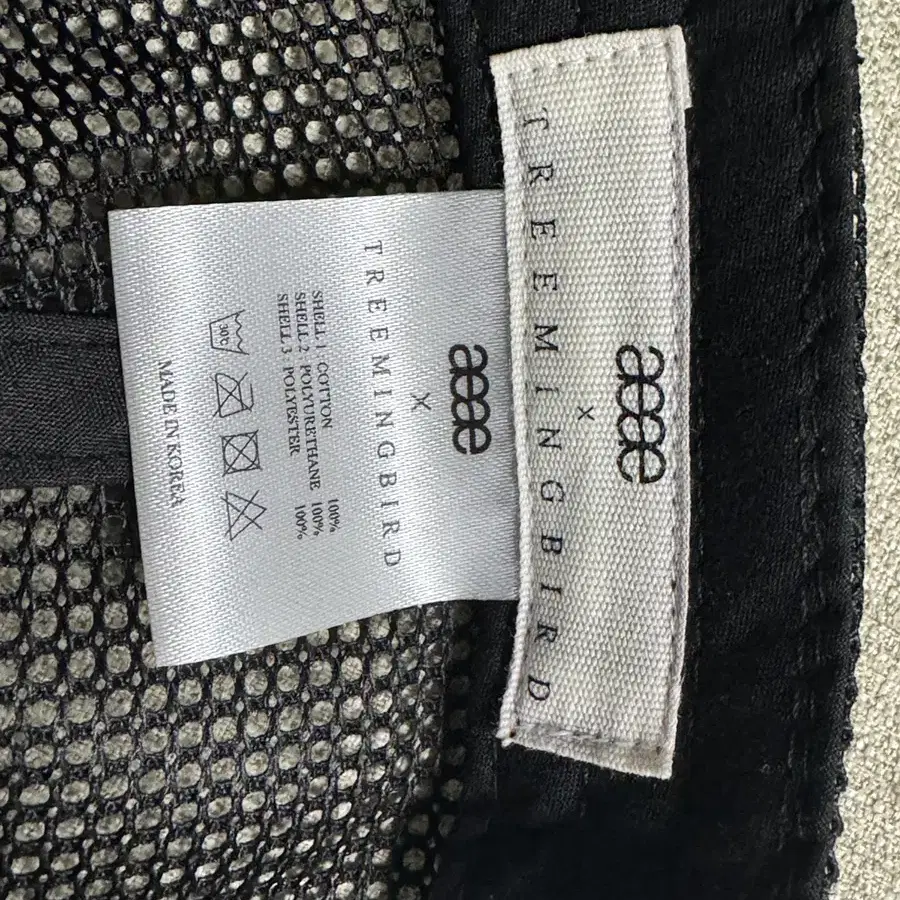 aeae
x
TREEMINGBIRD
aeae
x
TREEMINGBIRD
SHELL 1 : COTTON 100%
SHELL 2 : POLYURETHANE 100%
SHELL 3 : POLYESTER 100%
30℃
MADE IN KOREA